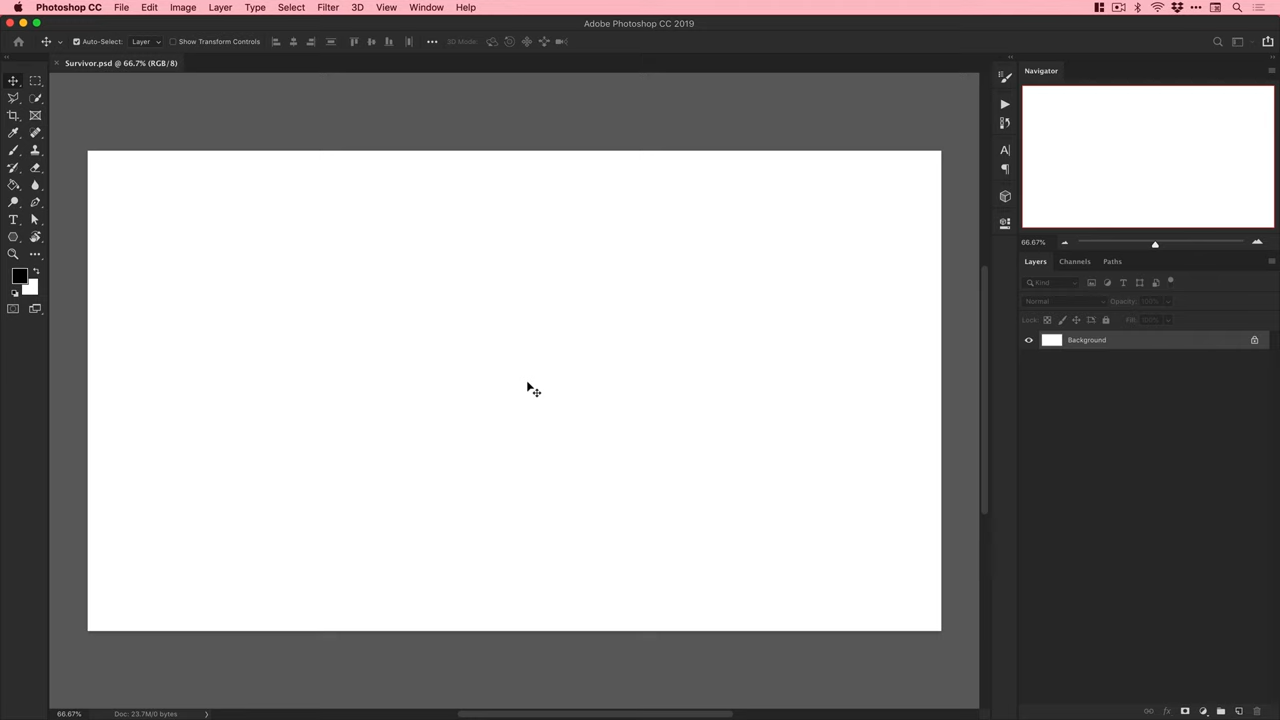 Photoshop CC File Edit Image Layer Type Select Filter 3D View Window Help
Adobe Photoshop CC 2019
Auto-Select: Layer Show Transform Controls 3D Mode:
Survivor.psd @ 66.7% (RGB/8)
Navigator
66.67%
Layers Channels Paths
Kind
Normal Opacity: 100%
Lock: Fill: 100%
Background
66.67% Doc: 23.7M/0 bytes